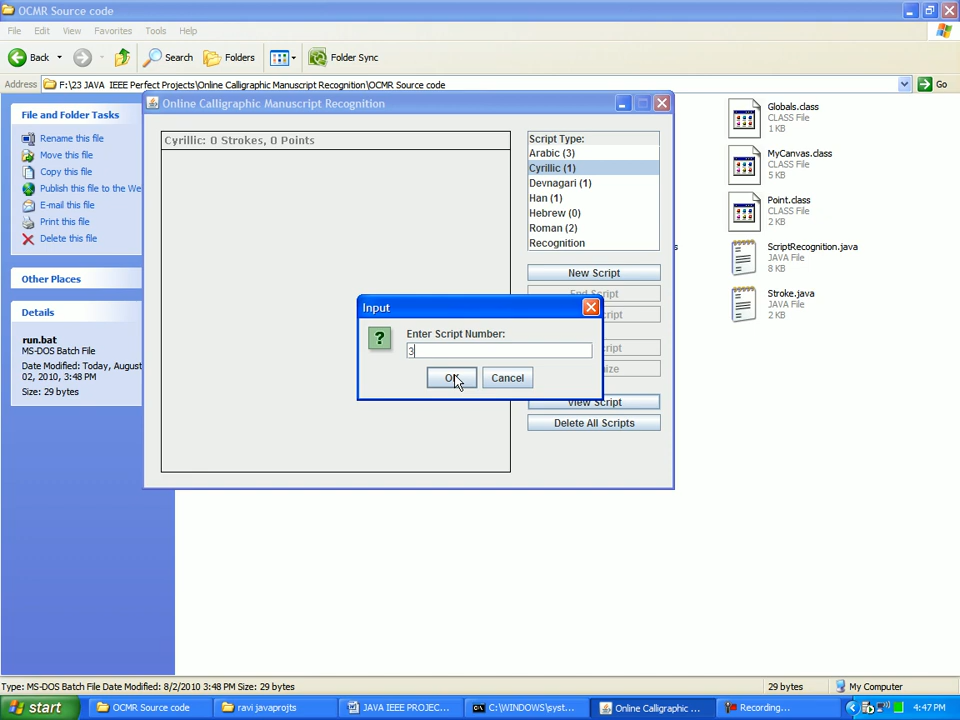 OCMR Source code
File Edit View Favorites Tools Help
Back Search Folders Folder Sync
Address F:\23 JAVA IEEE Perfect Projects\Online Calligraphic Manuscript Recognition\OCMR Source code Go
File and Folder Tasks
Rename this file
Move this file
Copy this file
Publish this file to the We
E-mail this file
Print this file
Delete this file
Other Places
Details
run.bat
MS-DOS Batch File
Date Modified: Today, August
02, 2010, 3:48 PM
Size: 29 bytes
Online Calligraphic Manuscript Recognition
Cyrillic: 0 Strokes, 0 Points
Script Type:
Arabic (3)
Cyrillic (1)
Devnagari (1)
Han (1)
Hebrew (0)
Roman (2)
Recognition
New Script
End Script
View Script
Delete All Scripts
Input
Enter Script Number:
3
OK Cancel
Globals.class
CLASS File
1 KB
MyCanvas.class
CLASS File
5 KB
Point.class
CLASS File
2 KB
ScriptRecognition.java
JAVA File
8 KB
Stroke.java
JAVA File
2 KB
Type: MS-DOS Batch File Date Modified: 8/2/2010 3:48 PM Size: 29 bytes 29 bytes My Computer
start OCMR Source code ravi javaprojts JAVA IEEE PROJEC... C:\WINDOWS\syst... Online Calligraphic ... Recording... 4:47 PM